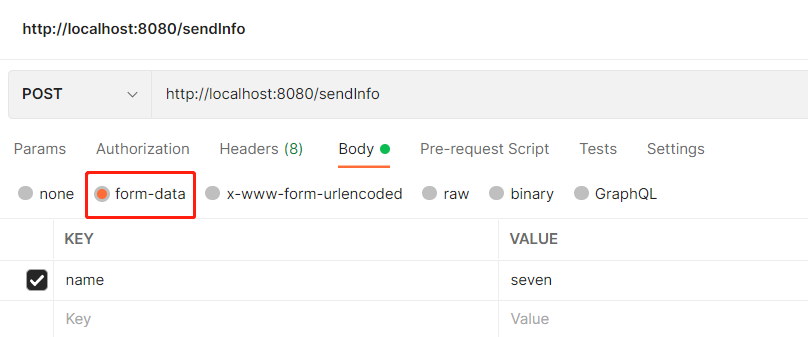 http://localhost:8080/sendInfo
POST http://localhost:8080/sendInfo
Params Authorization Headers (8) Body Pre-request Script Tests Settings
none form-data x-www-form-urlencoded raw binary GraphQL
KEY VALUE
name seven
Key Value